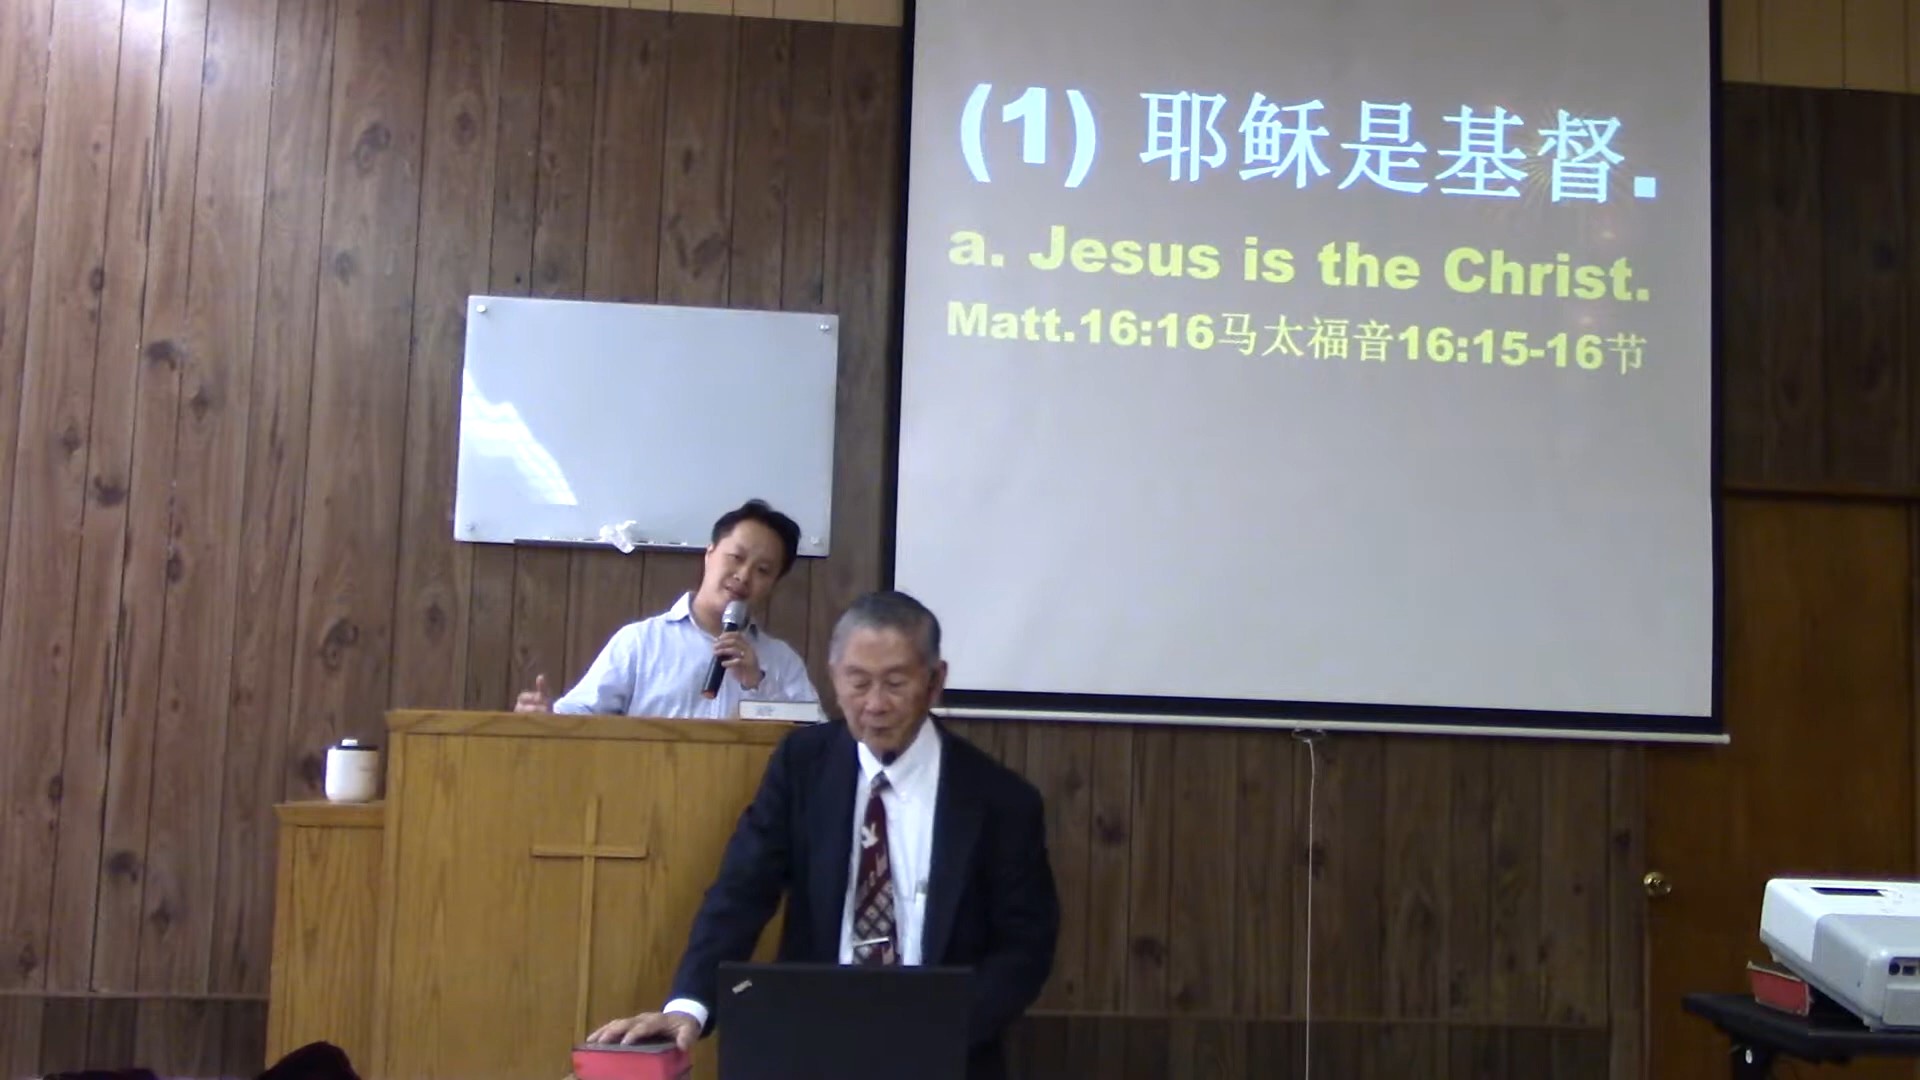 (1) 耶稣是基督.
a. Jesus is the Christ.
Matt.16:16马太福音16:15-16节